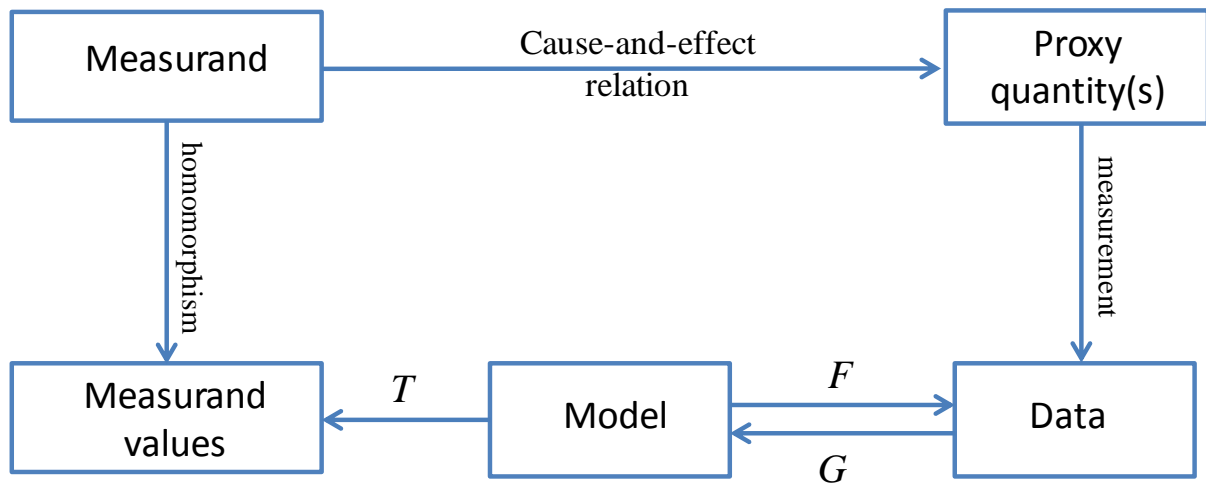 Measurand
Cause-and-effect
relation
Proxy
quantity(s)
homomorphism
measurement
Measurand
values
T
Model
F
G
Data